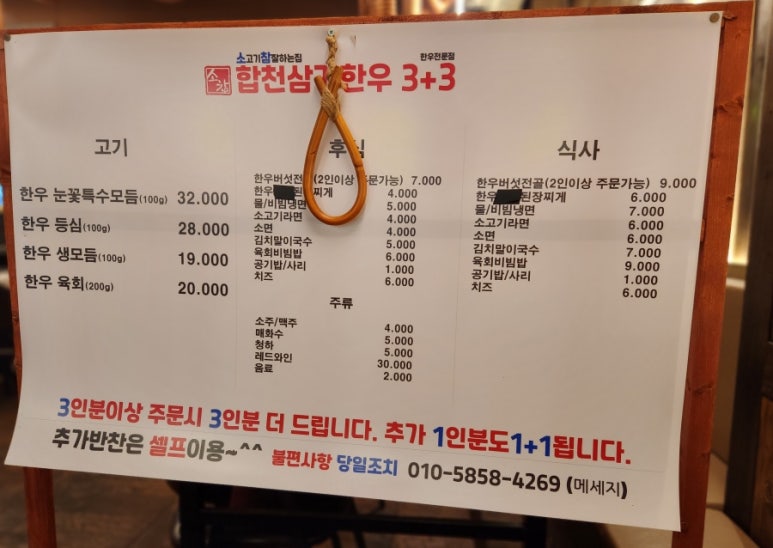 소고기참잘하는집
한우전문점
합천삼 한우 3+3
고기
한우 눈꽃특수모듬(100g) 32.000
한우 등심(100g) 28.000
한우 생모듬(100g) 19.000
한우 육회(200g) 20.000
한우버섯전골(2인이상 주문가능) 7.000
한우 된장찌개 4.000
물/비빔냉면 5.000
소고기라면 4.000
소면 4.000
김치말이국수 5.000
육회비빔밥 6.000
공기밥/사리 1.000
치즈 6.000
주류
소주/맥주 4.000
매화수 5.000
청하 5.000
레드와인 30.000
음료 2.000
식사
한우버섯전골(2인이상 주문가능) 9.000
한우 된장찌개 6.000
물/비빔냉면 7.000
소고기라면 6.000
소면 6.000
김치말이국수 7.000
육회비빔밥 9.000
공기밥/사리 1.000
치즈 6.000
3인분이상 주문시 3인분 더 드립니다. 추가 1인분도1+1됩니다.
추가반찬은 셀프이용~^^ 불편사항 당일조치 010-5858-4269 (메세지)